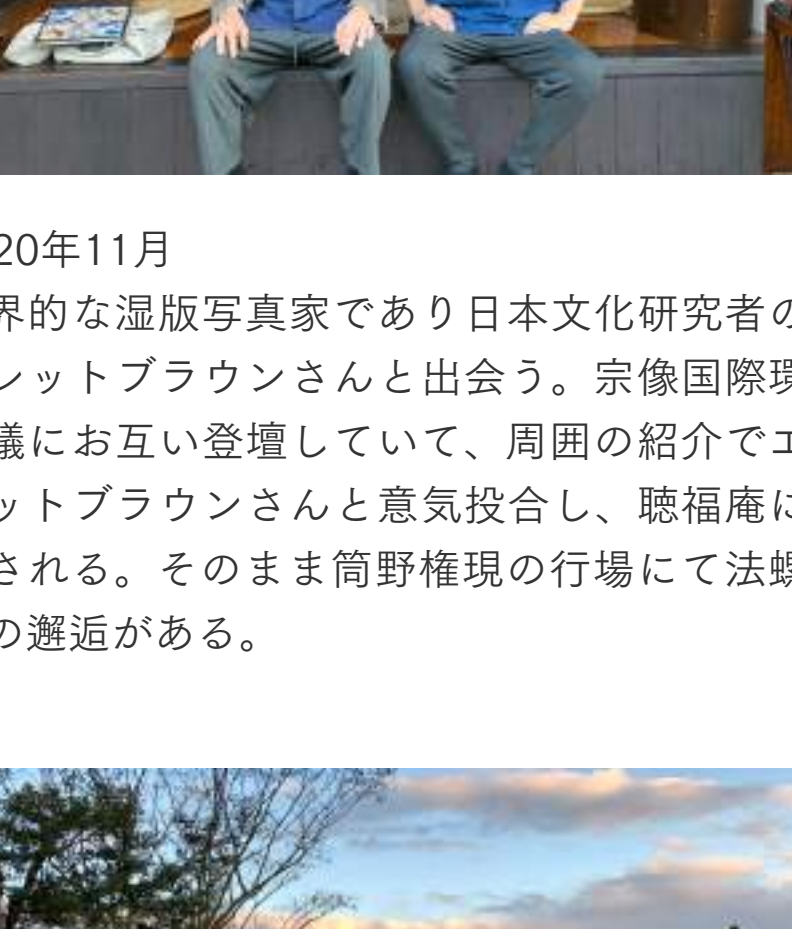 20年11月
界的な湿版写真家であり日本文化研究者の
レットブラウンさんと出会う。宗像国際環
議にお互い登壇していて、周囲の紹介でエ
ットブラウンさんと意気投合し、聴福庵に
される。そのまま筒野権現の行場にて法螺
の邂逅がある。